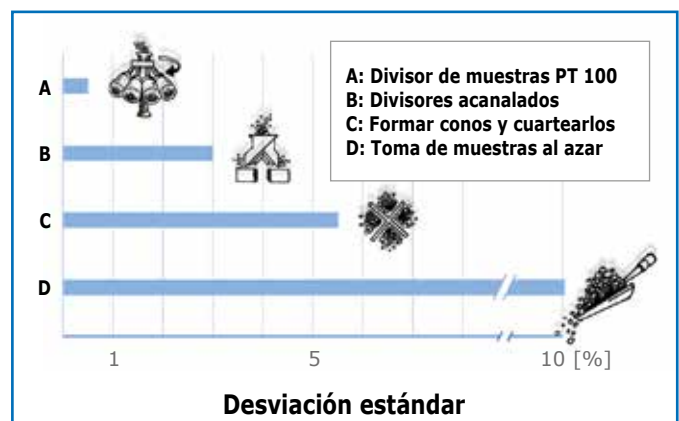 A: Divisor de muestras PT 100
B: Divisores acanalados
C: Formar conos y cuartearlos
D: Toma de muestras al azar
A
B
C
D
1 5 10 [%]
Desviación estándar